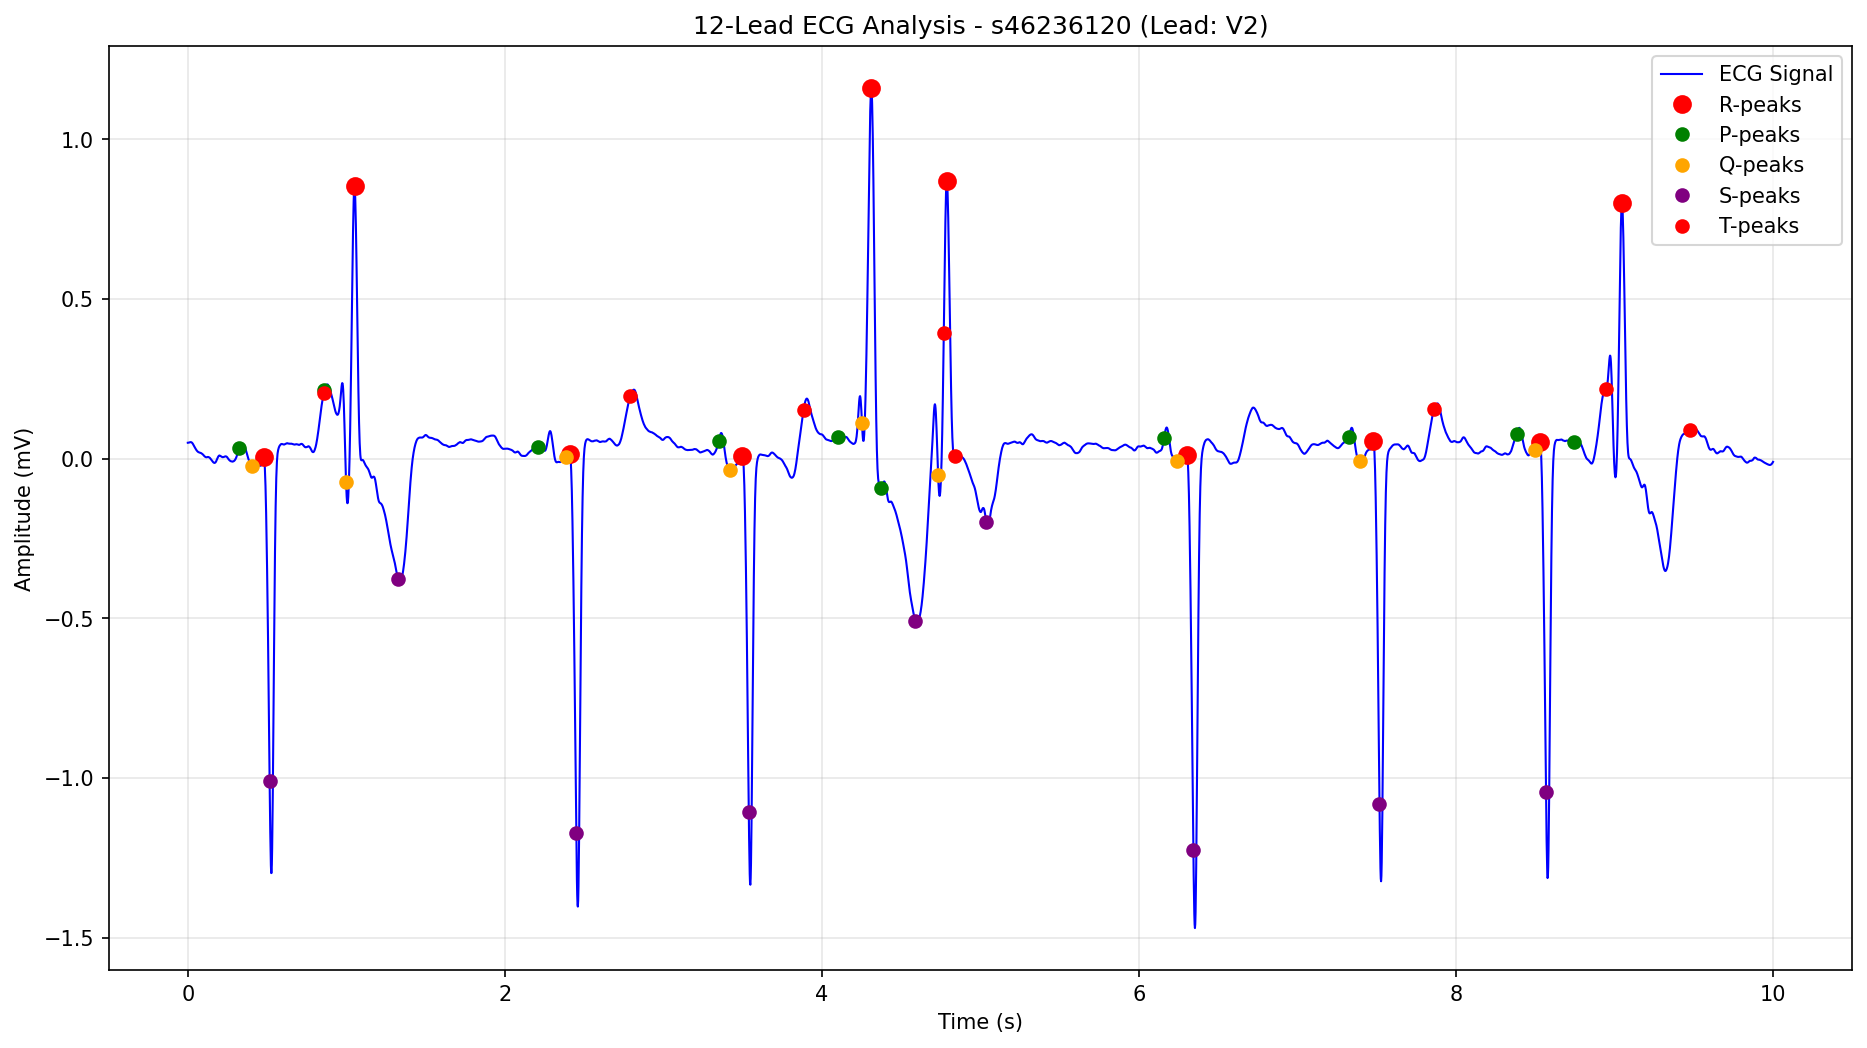 12-Lead ECG Analysis - s46236120 (Lead: V2)
ECG Signal
R-peaks
P-peaks
Q-peaks
S-peaks
T-peaks
Amplitude (mV)
1.0
0.5
0.0
−0.5
−1.0
−1.5
0 2 4 6 8 10
Time (s)